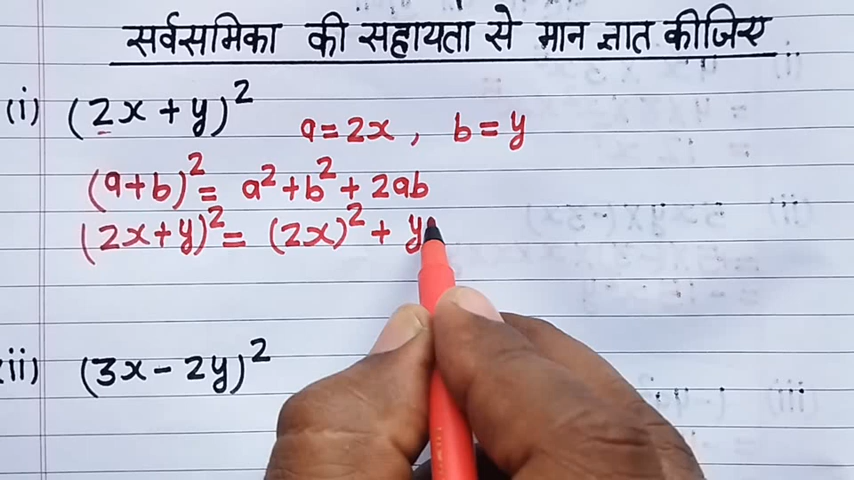 सर्वसमिका की सहायता से मान ज्ञात कीजिए
(i) (2x + y)²
a = 2x , b = y
(a+b)² = a² + b² + 2ab
(2x + y)² = (2x)² + y
(ii) (3x - 2y)²